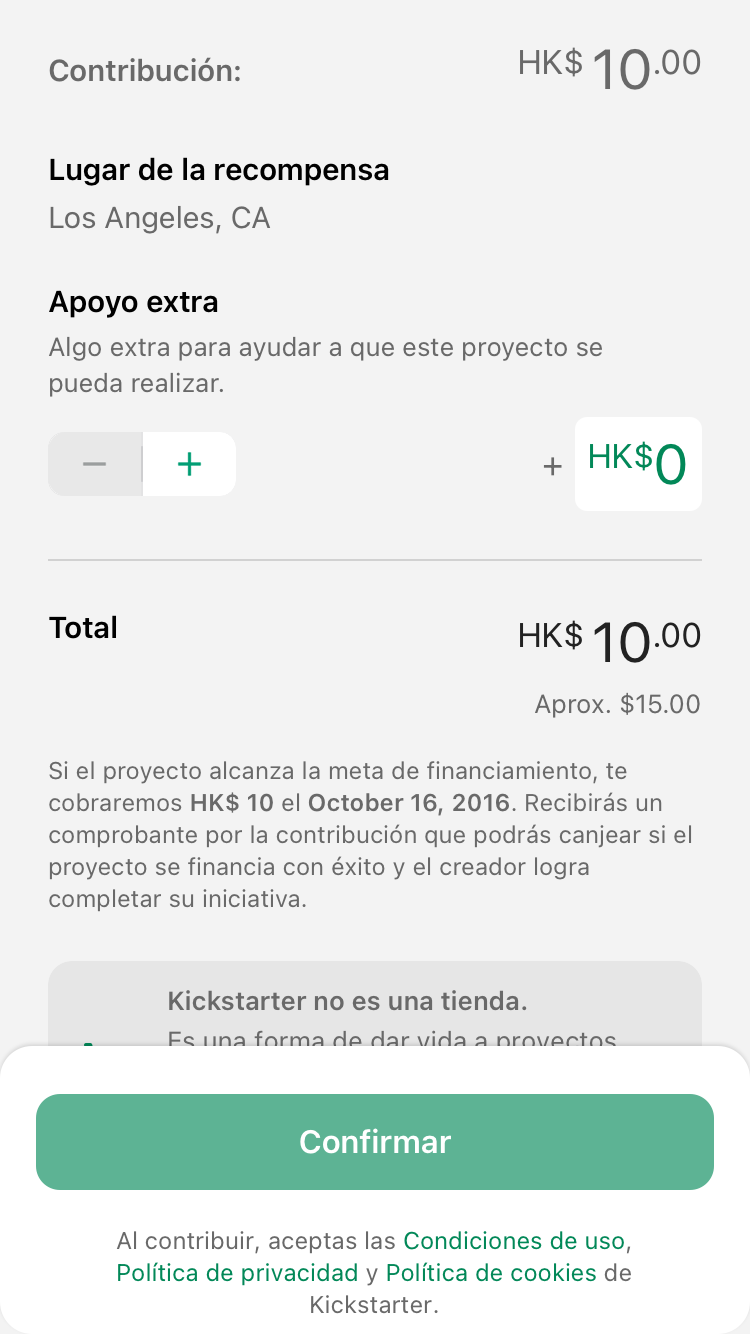 Contribución:
HK$ 10.00
Lugar de la recompensa
Los Angeles, CA
Apoyo extra
Algo extra para ayudar a que este proyecto se
pueda realizar.
− +
+ HK$0
Total
HK$ 10.00
Aprox. $15.00
Si el proyecto alcanza la meta de financiamiento, te
cobraremos HK$ 10 el October 16, 2016. Recibirás un
comprobante por la contribución que podrás canjear si el
proyecto se financia con éxito y el creador logra
completar su iniciativa.
Kickstarter no es una tienda.
Es una forma de dar vida a proyectos
Confirmar
Al contribuir, aceptas las Condiciones de uso,
Política de privacidad y Política de cookies de
Kickstarter.